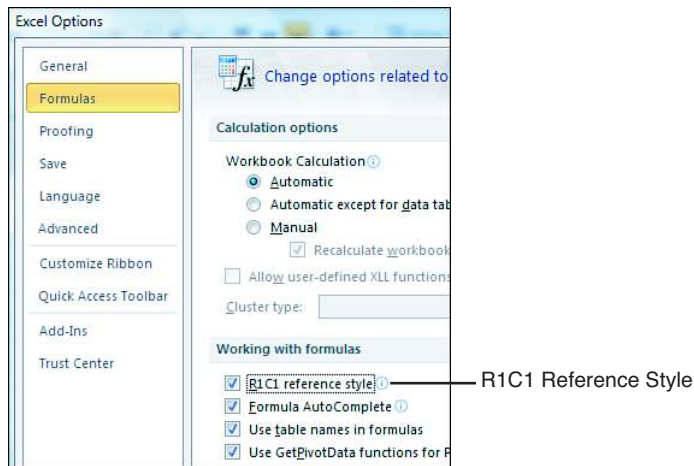 Excel Options
General
Formulas
Proofing
Save
Language
Advanced
Customize Ribbon
Quick Access Toolbar
Add-Ins
Trust Center
fx Change options related to
Calculation options
Workbook Calculation
Automatic
Automatic except for data tab
Manual
Recalculate workbook
Allow user-defined XLL functions
Cluster type:
Working with formulas
R1C1 reference style
Formula AutoComplete
Use table names in formulas
Use GetPivotData functions for P
R1C1 Reference Style